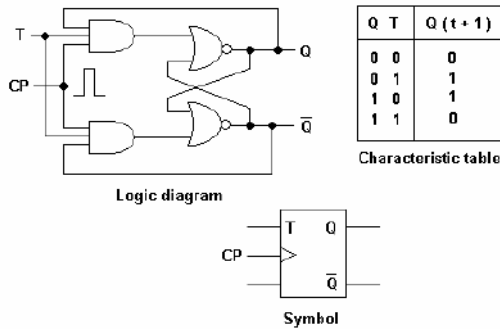 T
CP
Q
Q̅
Logic diagram
Q T Q ( t + 1 )
0 0 0
0 1 1
1 0 1
1 1 0
Characteristic table
T Q
CP
Q̅
Symbol